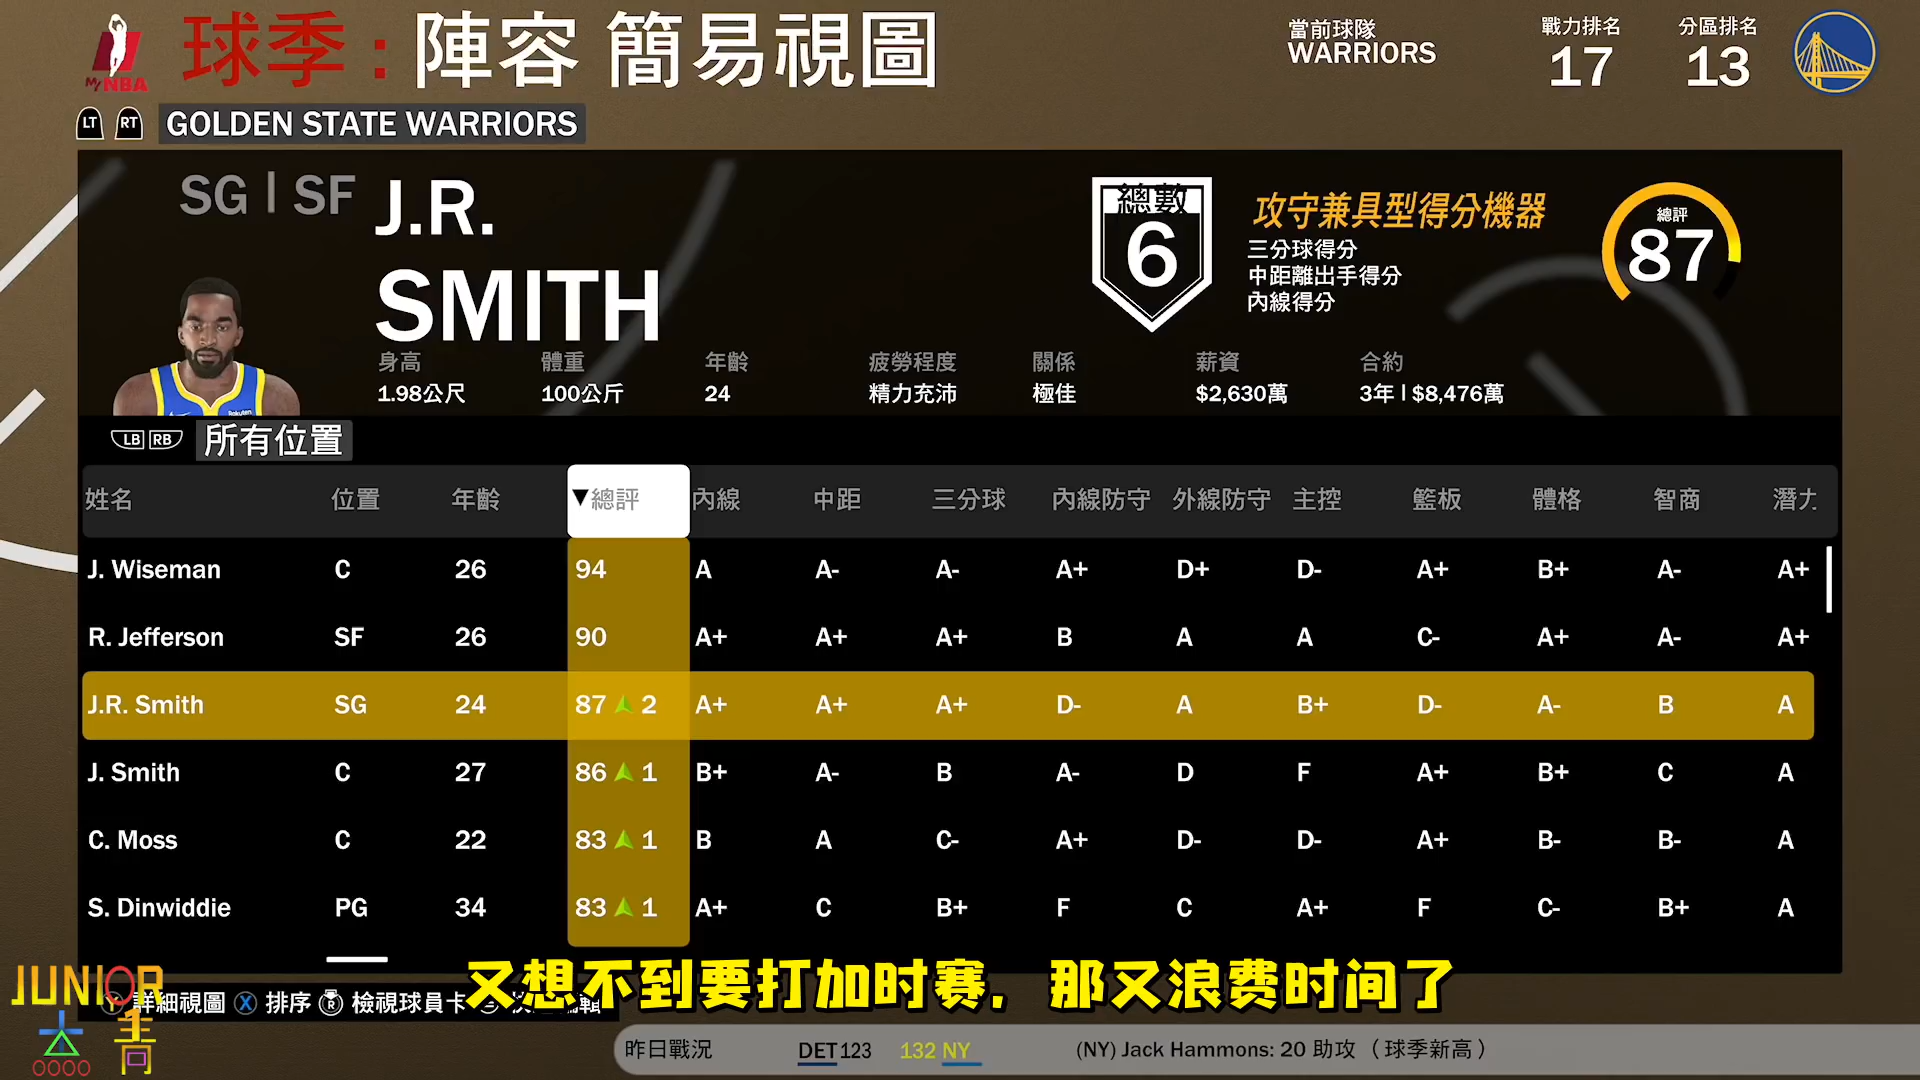 My NBA
球季 : 陣容 簡易視圖
當前球隊
WARRIORS
戰力排名
17
分區排名
13
LT RT GOLDEN STATE WARRIORS
SG | SF J.R.
SMITH
總數
6
攻守兼具型得分機器
三分球得分
中距離出手得分
內線得分
總評
87
身高 體重 年齡 疲勞程度 關係 薪資 合約
1.98公尺 100公斤 24 精力充沛 極佳 $2,630萬 3年 | $8,476萬
LB RB 所有位置
姓名 位置 年齡 ▼總評 內線 中距 三分球 內線防守 外線防守 主控 籃板 體格 智商 潛力
J. Wiseman C 26 94 A A- A- A+ D+ D- A+ B+ A- A+
R. Jefferson SF 26 90 A+ A+ A+ B A A C- A+ A- A+
J.R. Smith SG 24 87 2 A+ A+ A+ D- A B+ D- A- B A
J. Smith C 27 86 1 B+ A- B A- D F A+ B+ C A
C. Moss C 22 83 1 B A C- A+ D- D- A+ B- B- A
S. Dinwiddie PG 34 83 1 A+ C B+ F C A+ F C- B+ A
又想不到要打加时赛，那又浪费时间了
JUNIOR
Y 詳細視圖 X 排序 R 檢視球員卡
昨日戰況 DET 123 132 NY (NY) Jack Hammons: 20 助攻（球季新高）